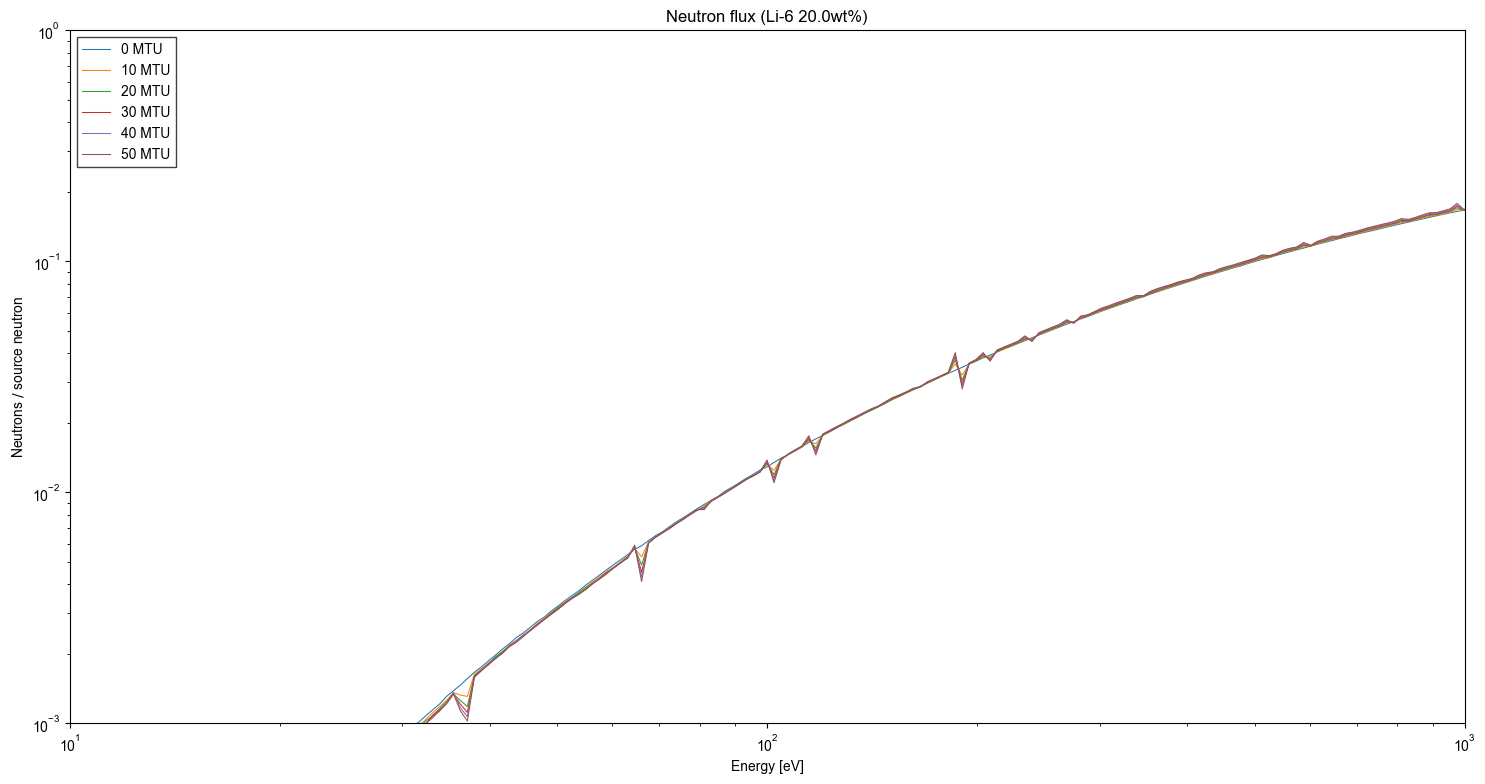 Neutron flux (Li-6 20.0wt%)
10⁰
0 MTU
10 MTU
20 MTU
30 MTU
40 MTU
50 MTU
10⁻¹
Neutrons / source neutron
10⁻²
10⁻³
10¹
10²
10³
Energy [eV]